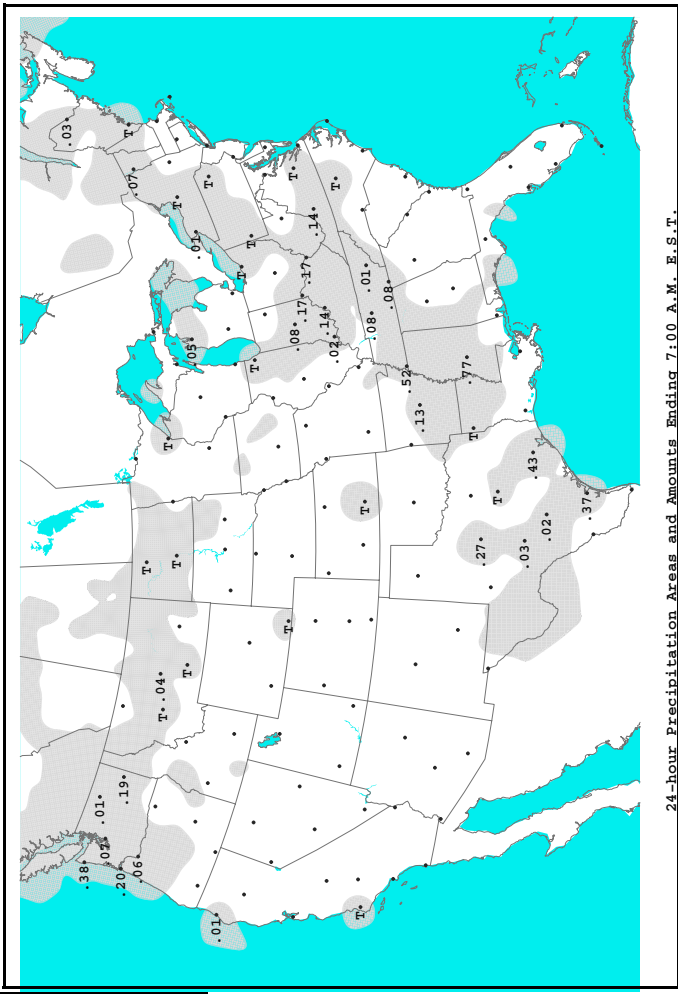 .03
.38
.01
.20
.19
T
.07
.06
T
.04
T
T
T
T
T
.05
.01
T
.01
T
T
T
T
T
.08
.17
.17
.14
.14
.02
T
T
T
.01
.08
.08
.52
.13
.77
T
.27
T
.03
.43
.02
.37
24-hour Precipitation Areas and Amounts Ending 7:00 A.M. E.S.T.